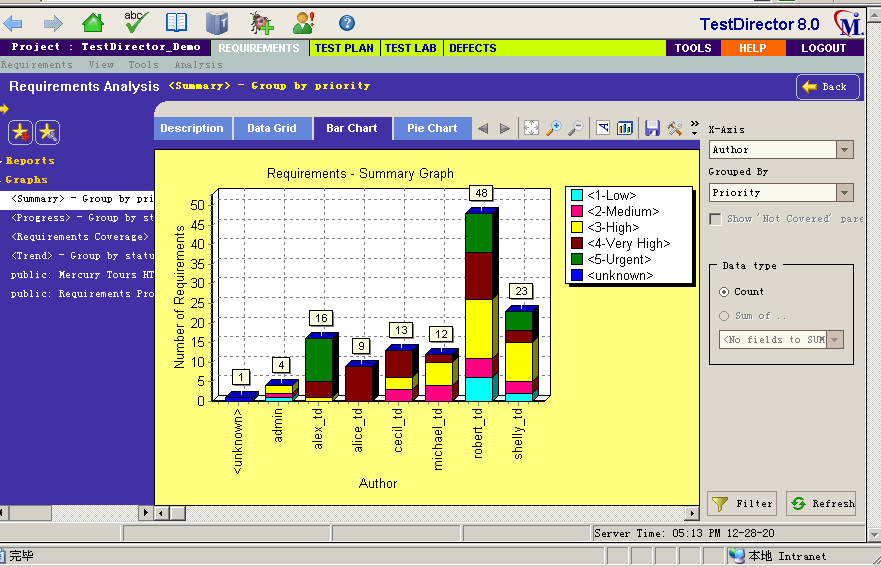 abc
TestDirector 8.0
Project : TestDirector_Demo
REQUIREMENTS
TEST PLAN
TEST LAB
DEFECTS
TOOLS
HELP
LOGOUT
Requirements View Tools Analysis
Requirements Analysis <Summary> - Group by priority
Back
Description
Data Grid
Bar Chart
Pie Chart
Reports
Graphs
<Summary> - Group by pri
<Progress> - Group by st
<Requirements Coverage>
<Trend> - Group by statu
public: Mercury Tours HT
public: Requirements Pro
Requirements - Summary Graph
Number of Requirements
50
45
40
35
30
25
20
15
10
5
0
1
4
16
9
13
12
48
23
<unknown>
admin
alex_td
alice_td
cecil_td
michael_td
robert_td
shelly_td
Author
<1-Low>
<2-Medium>
<3-High>
<4-Very High>
<5-Urgent>
<unknown>
X-Axis
Author
Grouped By
Priority
Show 'Not Covered' pare
Data type
Count
Sum of ..
<No fields to SUM
Filter
Refresh
Server Time: 05:13 PM 12-28-20
完毕
本地 Intranet